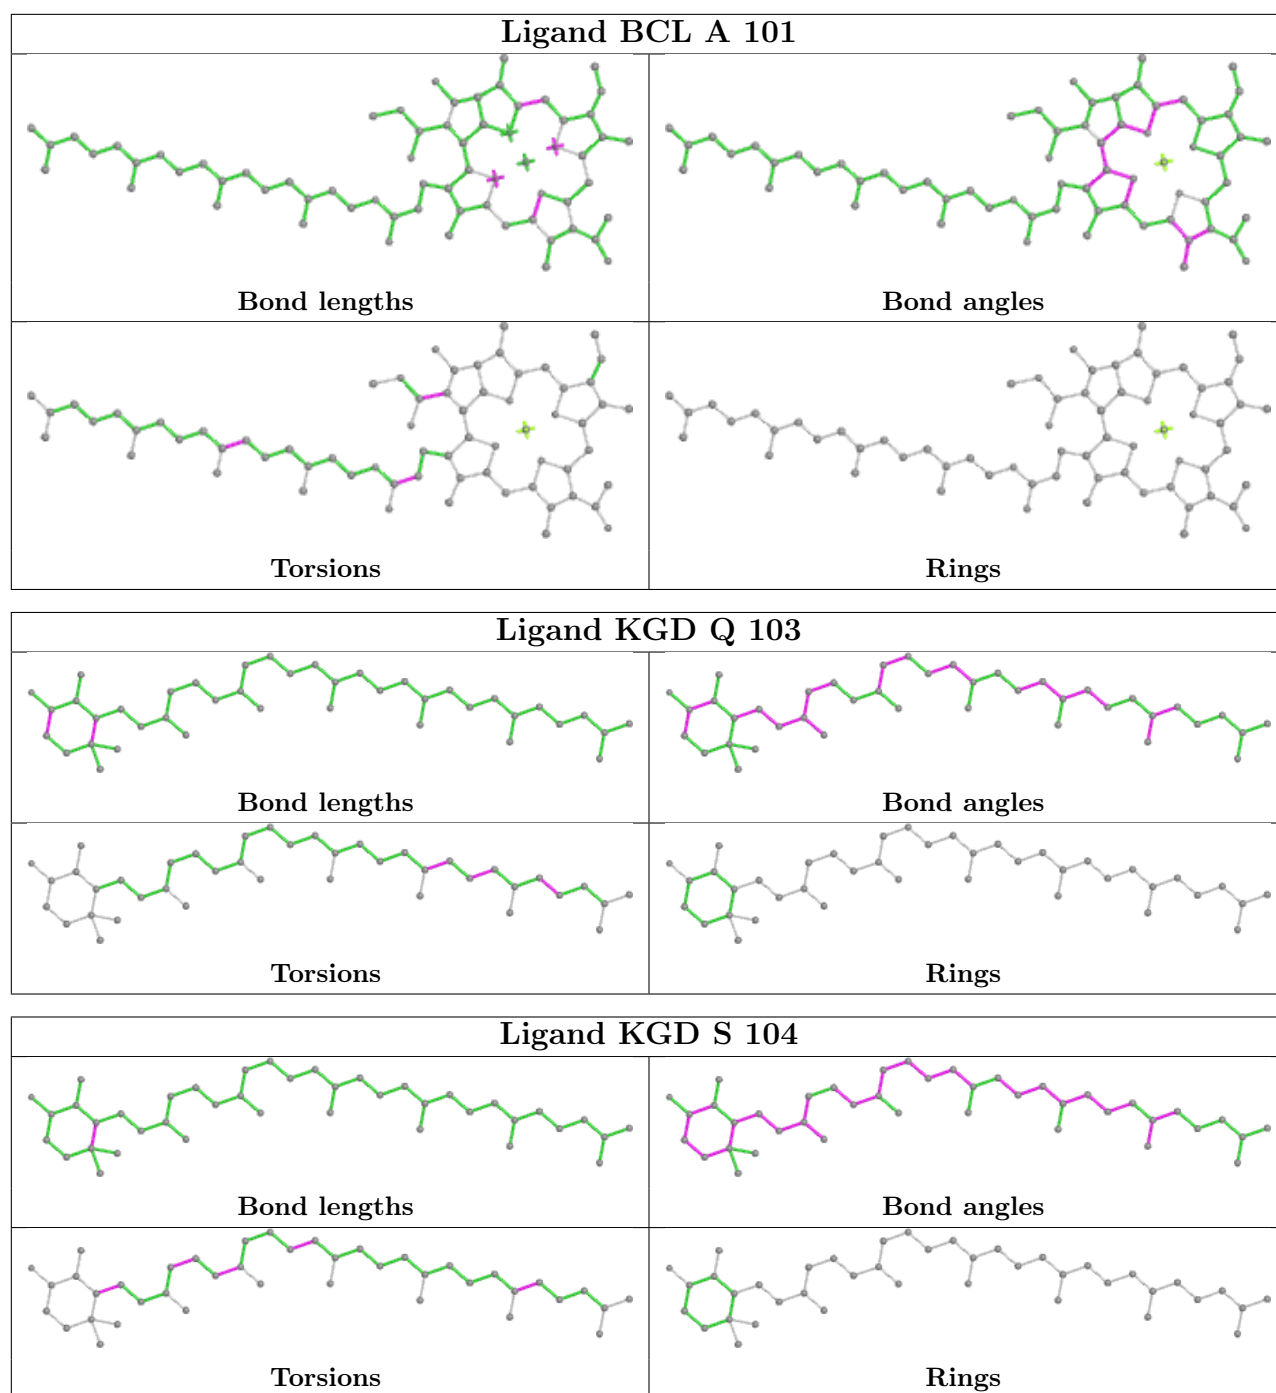 Ligand BCL A 101
Bond lengths
Bond angles
Torsions
Rings
Ligand KGD Q 103
Bond lengths
Bond angles
Torsions
Rings
Ligand KGD S 104
Bond lengths
Bond angles
Torsions
Rings